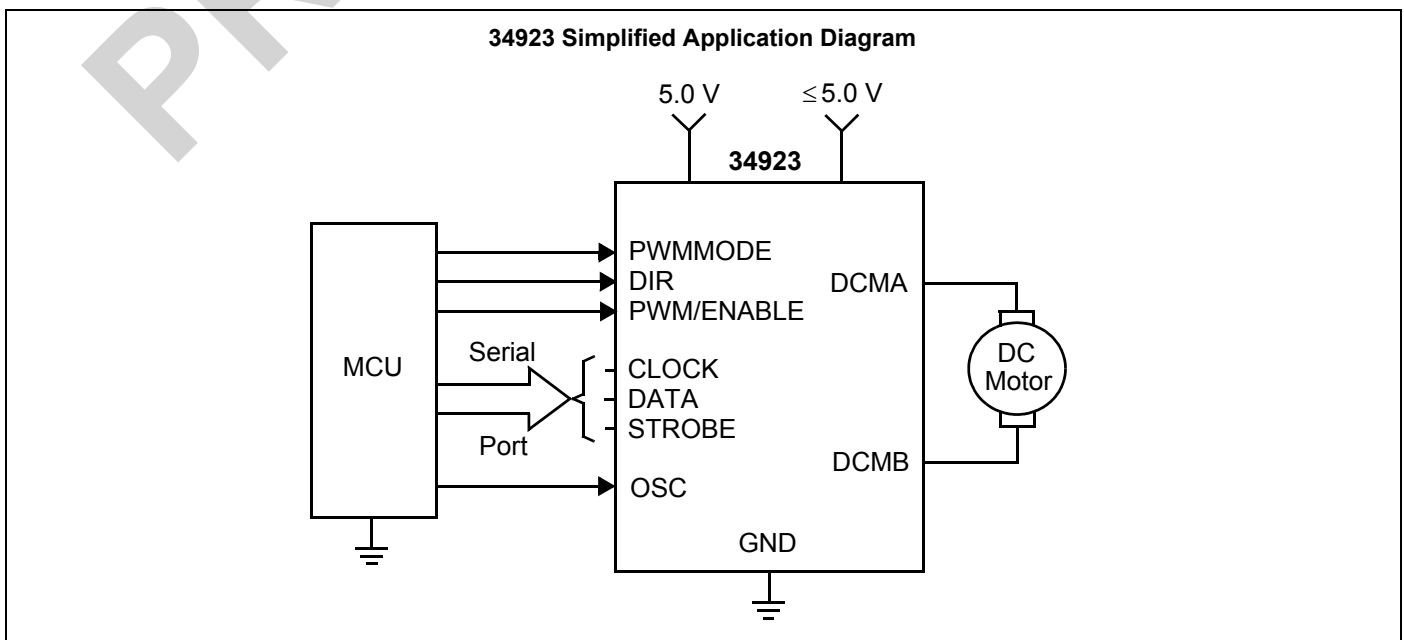 34923 Simplified Application Diagram
5.0 V
≤5.0 V
34923
PWMMODE
DIR
PWM/ENABLE
DCMA
MCU
Serial
Port
CLOCK
DATA
STROBE
DC
Motor
DCMB
OSC
GND